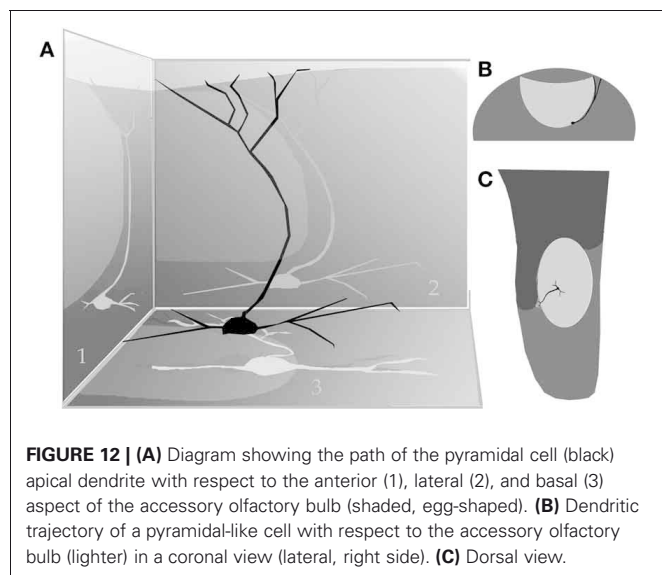 A
B
C
1
2
3
FIGURE 12 | (A) Diagram showing the path of the pyramidal cell (black)
apical dendrite with respect to the anterior (1), lateral (2), and basal (3)
aspect of the accessory olfactory bulb (shaded, egg-shaped). (B) Dendritic
trajectory of a pyramidal-like cell with respect to the accessory olfactory
bulb (lighter) in a coronal view (lateral, right side). (C) Dorsal view.